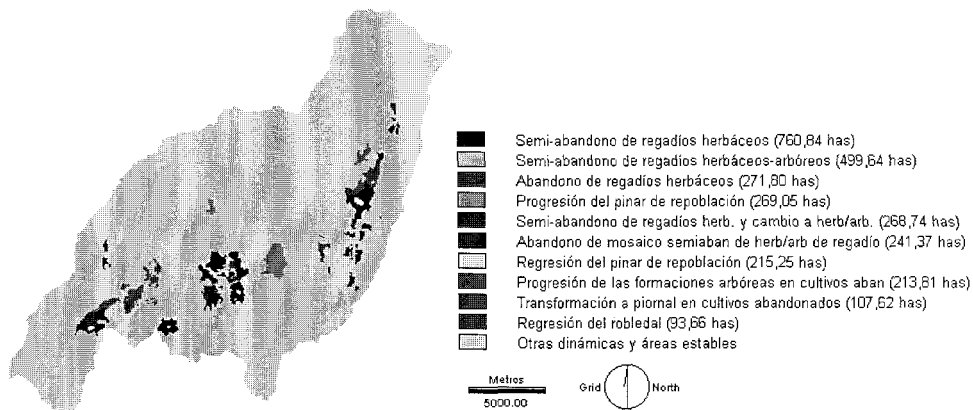 Semi-abandono de regadíos herbáceos (760,84 has)
Semi-abandono de regadíos herbáceos-arbóreos (499,64 has)
Abandono de regadíos herbáceos (271,80 has)
Progresión del pinar de repoblación (269,05 has)
Semi-abandono de regadíos herb. y cambio a herb/arb. (268,74 has)
Abandono de mosaico semiaban de herb/arb de regadío (241,37 has)
Regresión del pinar de repoblación (215,25 has)
Progresión de las formaciones arbóreas en cultivos aban (213,81 has)
Transformación a piornal en cultivos abandonados (107,62 has)
Regresión del robledal (93,66 has)
Otras dinámicas y áreas estables
Metros
5000.00
Grid North